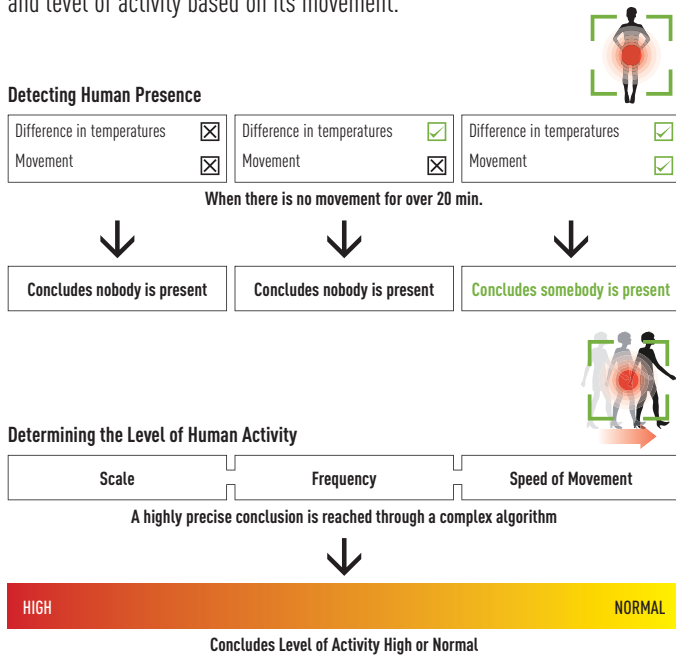 and level of activity based on its movement.
Detecting Human Presence
Difference in temperatures
Movement
Difference in temperatures
Movement
Difference in temperatures
Movement
When there is no movement for over 20 min.
Concludes nobody is present
Concludes nobody is present
Concludes somebody is present
Determining the Level of Human Activity
Scale
Frequency
Speed of Movement
A highly precise conclusion is reached through a complex algorithm
HIGH
NORMAL
Concludes Level of Activity High or Normal